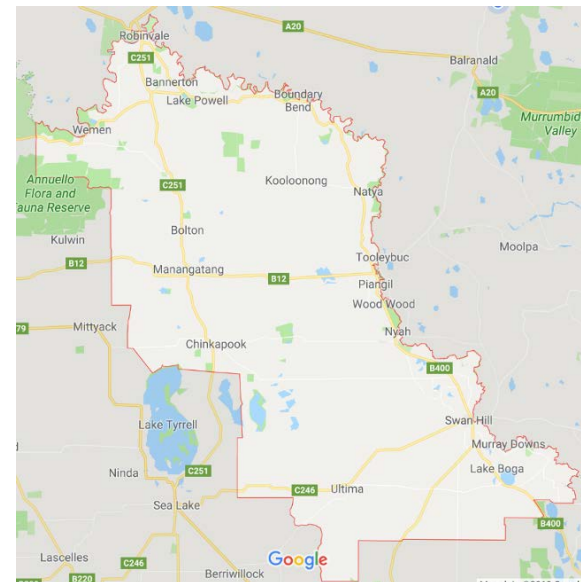 Robinvale
A20
Balranald
C251
Bannerton
Lake Powell
Boundary
Bend
A20
Murrumbid
Valley
Wemen
Annuello
Flora and
Fauna Reserve
C251
Kooloonong
Natya
Kulwin
Bolton
Moolpa
Tooleybuc
B12
Manangatang
B12
Piangil
Wood Wood
79
Mittyack
Nyah
Chinkapook
B400
Lake Tyrrell
Swan Hill
Murray Downs
Ninda
C251
Lake Boga
C246
Ultima
Sea Lake
B400
Lascelles
C246
Google
B220
Berriwillock